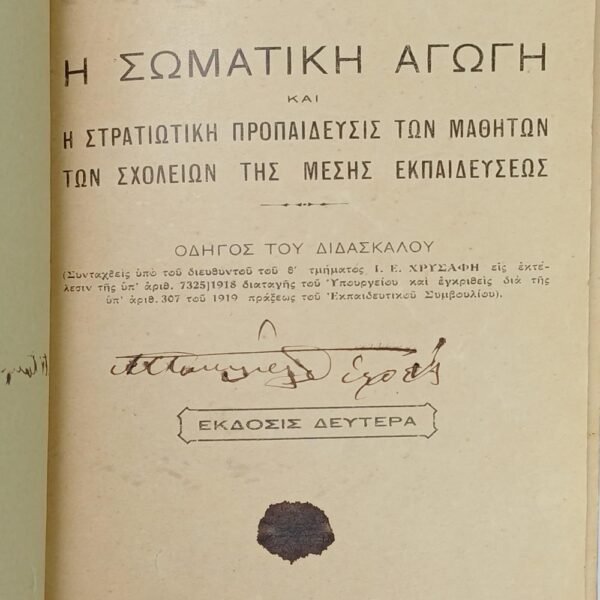 Η ΣΩΜΑΤΙΚΗ ΑΓΩΓΗ
ΚΑΙ
Η ΣΤΡΑΤΙΩΤΙΚΗ ΠΡΟΠΑΙΔΕΥΣΙΣ ΤΩΝ ΜΑΘΗΤΩΝ
ΤΩΝ ΣΧΟΛΕΙΩΝ ΤΗΣ ΜΕΣΗΣ ΕΚΠΑΙΔΕΥΣΕΩΣ
ΟΔΗΓΟΣ ΤΟΥ ΔΙΔΑΣΚΑΛΟΥ
(Συνταχθεὶς ὑπὸ τοῦ διευθυντοῦ τοῦ θ′ τμήματος Ι. Ε. ΧΡΥΣΑΦΗ εἰς ἐκτέ-
λεσιν τῆς ὑπ' ἀριθ. 7325]1918 διαταγῆς τοῦ Ὑπουργείου καὶ ἐγκριθεὶς διὰ τῆς
ὑπ' ἀριθ. 307 τοῦ 1919 πράξεως τοῦ Ἐκπαιδευτικοῦ Συμβουλίου).
ΕΚΔΟΣΙΣ ΔΕΥΤΕΡΑ